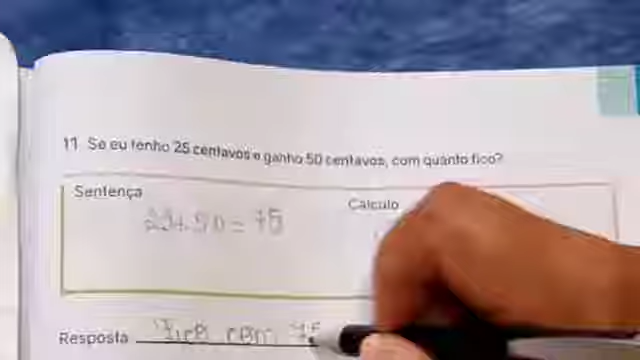 11 Se eu tenho 25 centavos e ganho 50 centavos, com quanto fico?
Sentença
Cálculo
25+50=75
Resposta Fico com 75